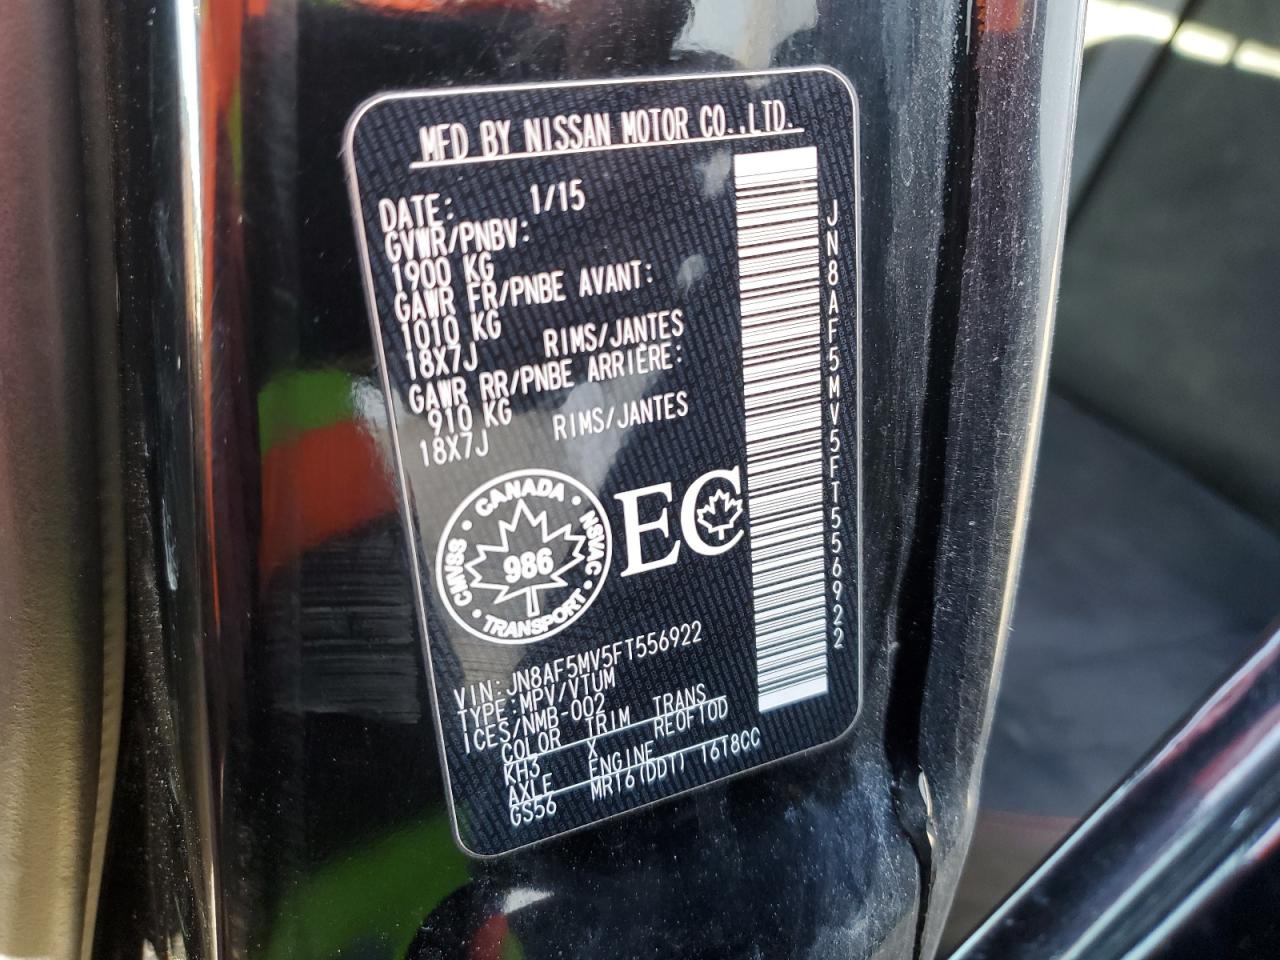 MFD BY NISSAN MOTOR CO.,LTD.
DATE: 1/15
GVWR/PNBV:
1900 KG
GAWR FR/PNBE AVANT:
1010 KG
18X7J RIMS/JANTES
GAWR RR/PNBE ARRIÈRE:
910 KG
18X7J RIMS/JANTES
CANADA · NSVAC · TRANSPORT · CMVSS ·
986
EC
VIN:JN8AF5MV5FT556922
TYPE:MPV/VTUM
ICES/NMB-002
COLOR TRIM TRANS
KH3 X RE0F10D
AXLE ENGINE
GS56 MR16(DDT) 16T8CC
JN8AF5MV5FT556922